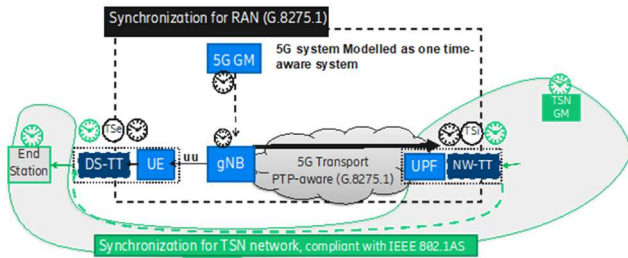 Synchronization for RAN (G.8275.1)
5G GM
5G system Modelled as one time-
aware system
TSN
GM
TSe
TSi
End
Station
DS-TT
UE
uu
gNB
5G Transport
PTP-aware (G.8275.1)
UPF
NW-TT
Synchronization for TSN network, compliant with IEEE 802.1AS